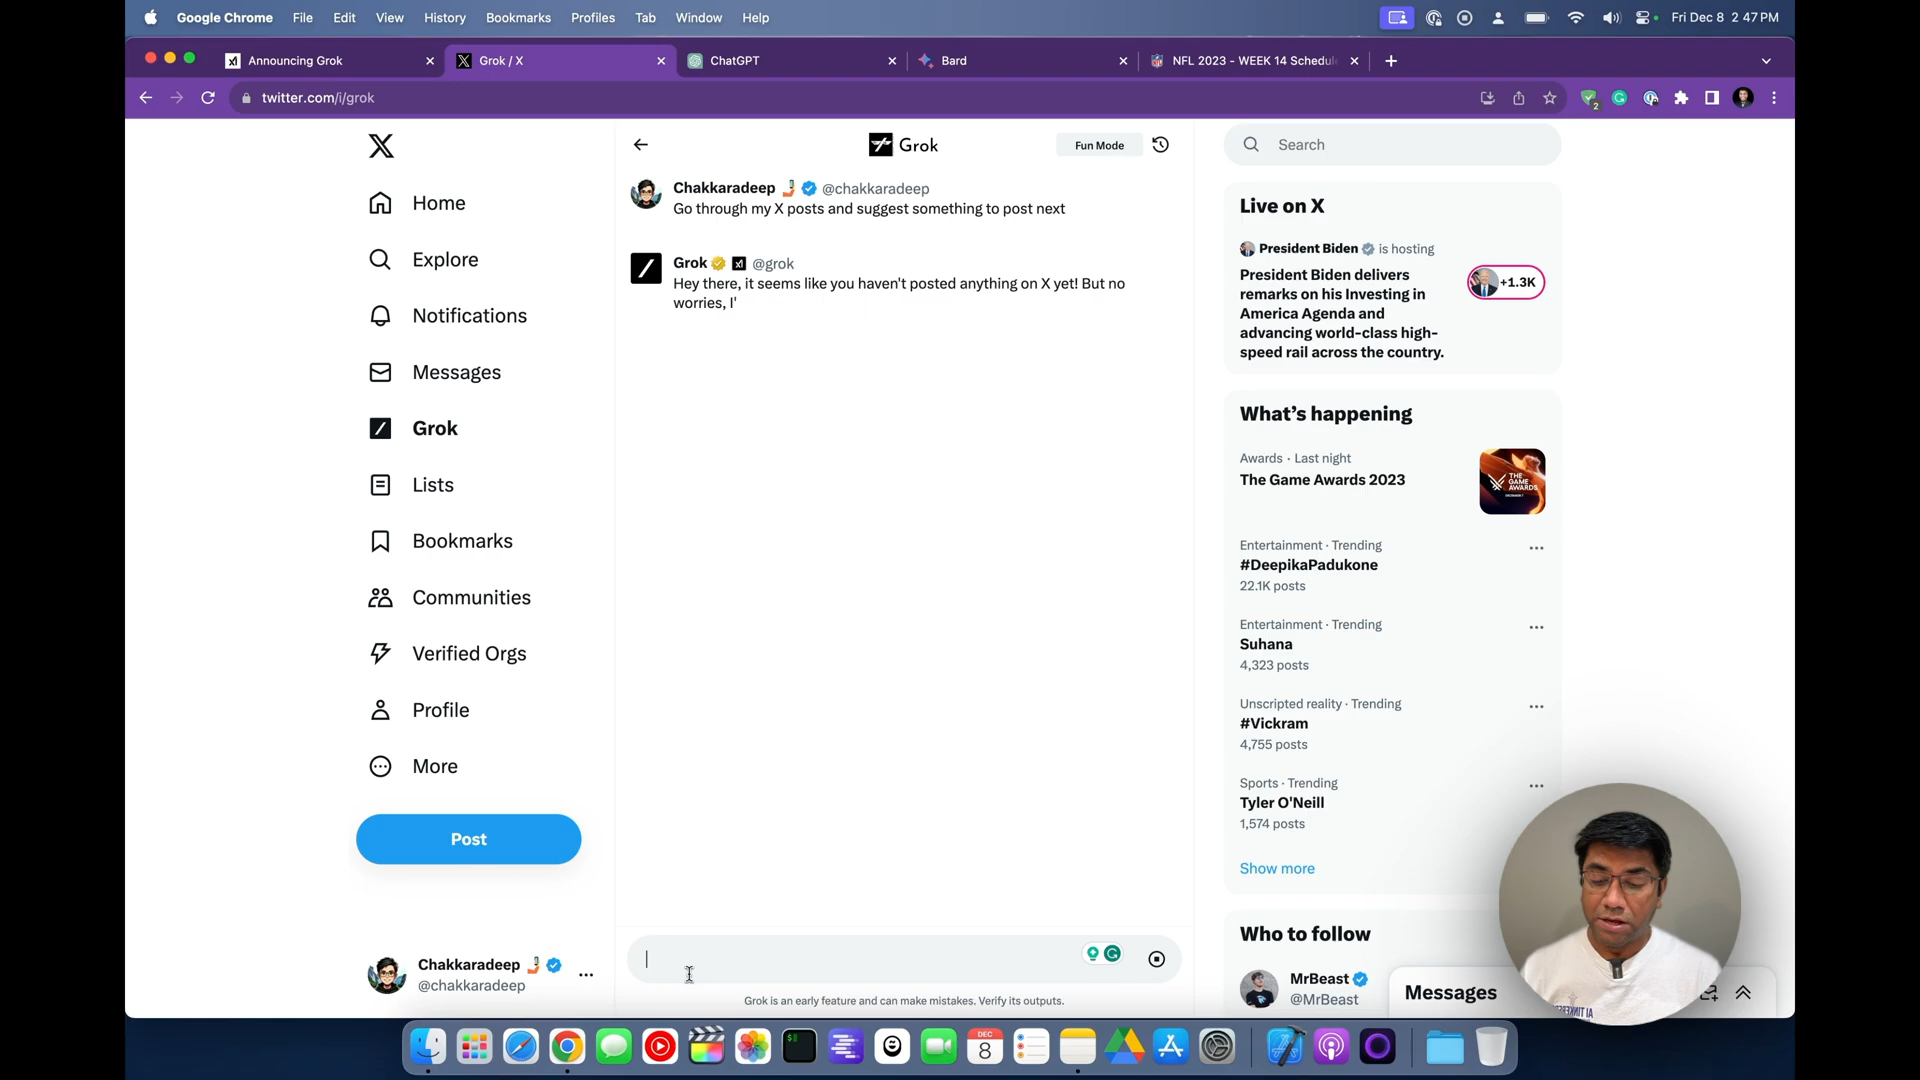 Google Chrome File Edit View History Bookmarks Profiles Tab Window Help
Fri Dec 8 2:47PM
Announcing Grok
Grok / X
ChatGPT
Bard
NFL 2023 - WEEK 14 Schedul
twitter.com/i/grok
2
Home
Explore
Notifications
Messages
Grok
Lists
Bookmarks
Communities
Verified Orgs
Profile
More
Post
Chakkaradeep
@chakkaradeep
Grok
Fun Mode
Chakkaradeep @chakkaradeep
Go through my X posts and suggest something to post next
Grok @grok
Hey there, it seems like you haven't posted anything on X yet! But no
worries, I'
Grok is an early feature and can make mistakes. Verify its outputs.
Search
Live on X
President Biden is hosting
President Biden delivers
remarks on his Investing in
America Agenda and
advancing world-class high-
speed rail across the country.
+1.3K
What's happening
Awards · Last night
The Game Awards 2023
THE
GAME
AWARDS
Entertainment · Trending
#DeepikaPadukone
22.1K posts
Entertainment · Trending
Suhana
4,323 posts
Unscripted reality · Trending
#Vickram
4,755 posts
Sports · Trending
Tyler O'Neill
1,574 posts
Show more
Who to follow
MrBeast
@MrBeast
Messages
DEC
8